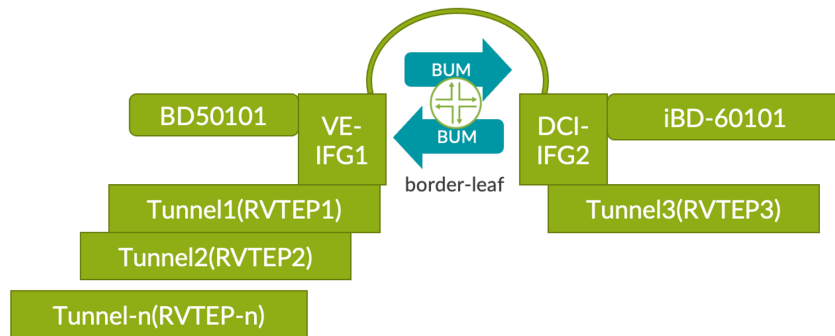 BUM
BD50101
VE-
IFG1
DCI-
IFG2
iBD-60101
BUM
border-leaf
Tunnel1(RVTEP1)
Tunnel3(RVTEP3)
Tunnel2(RVTEP2)
Tunnel-n(RVTEP-n)